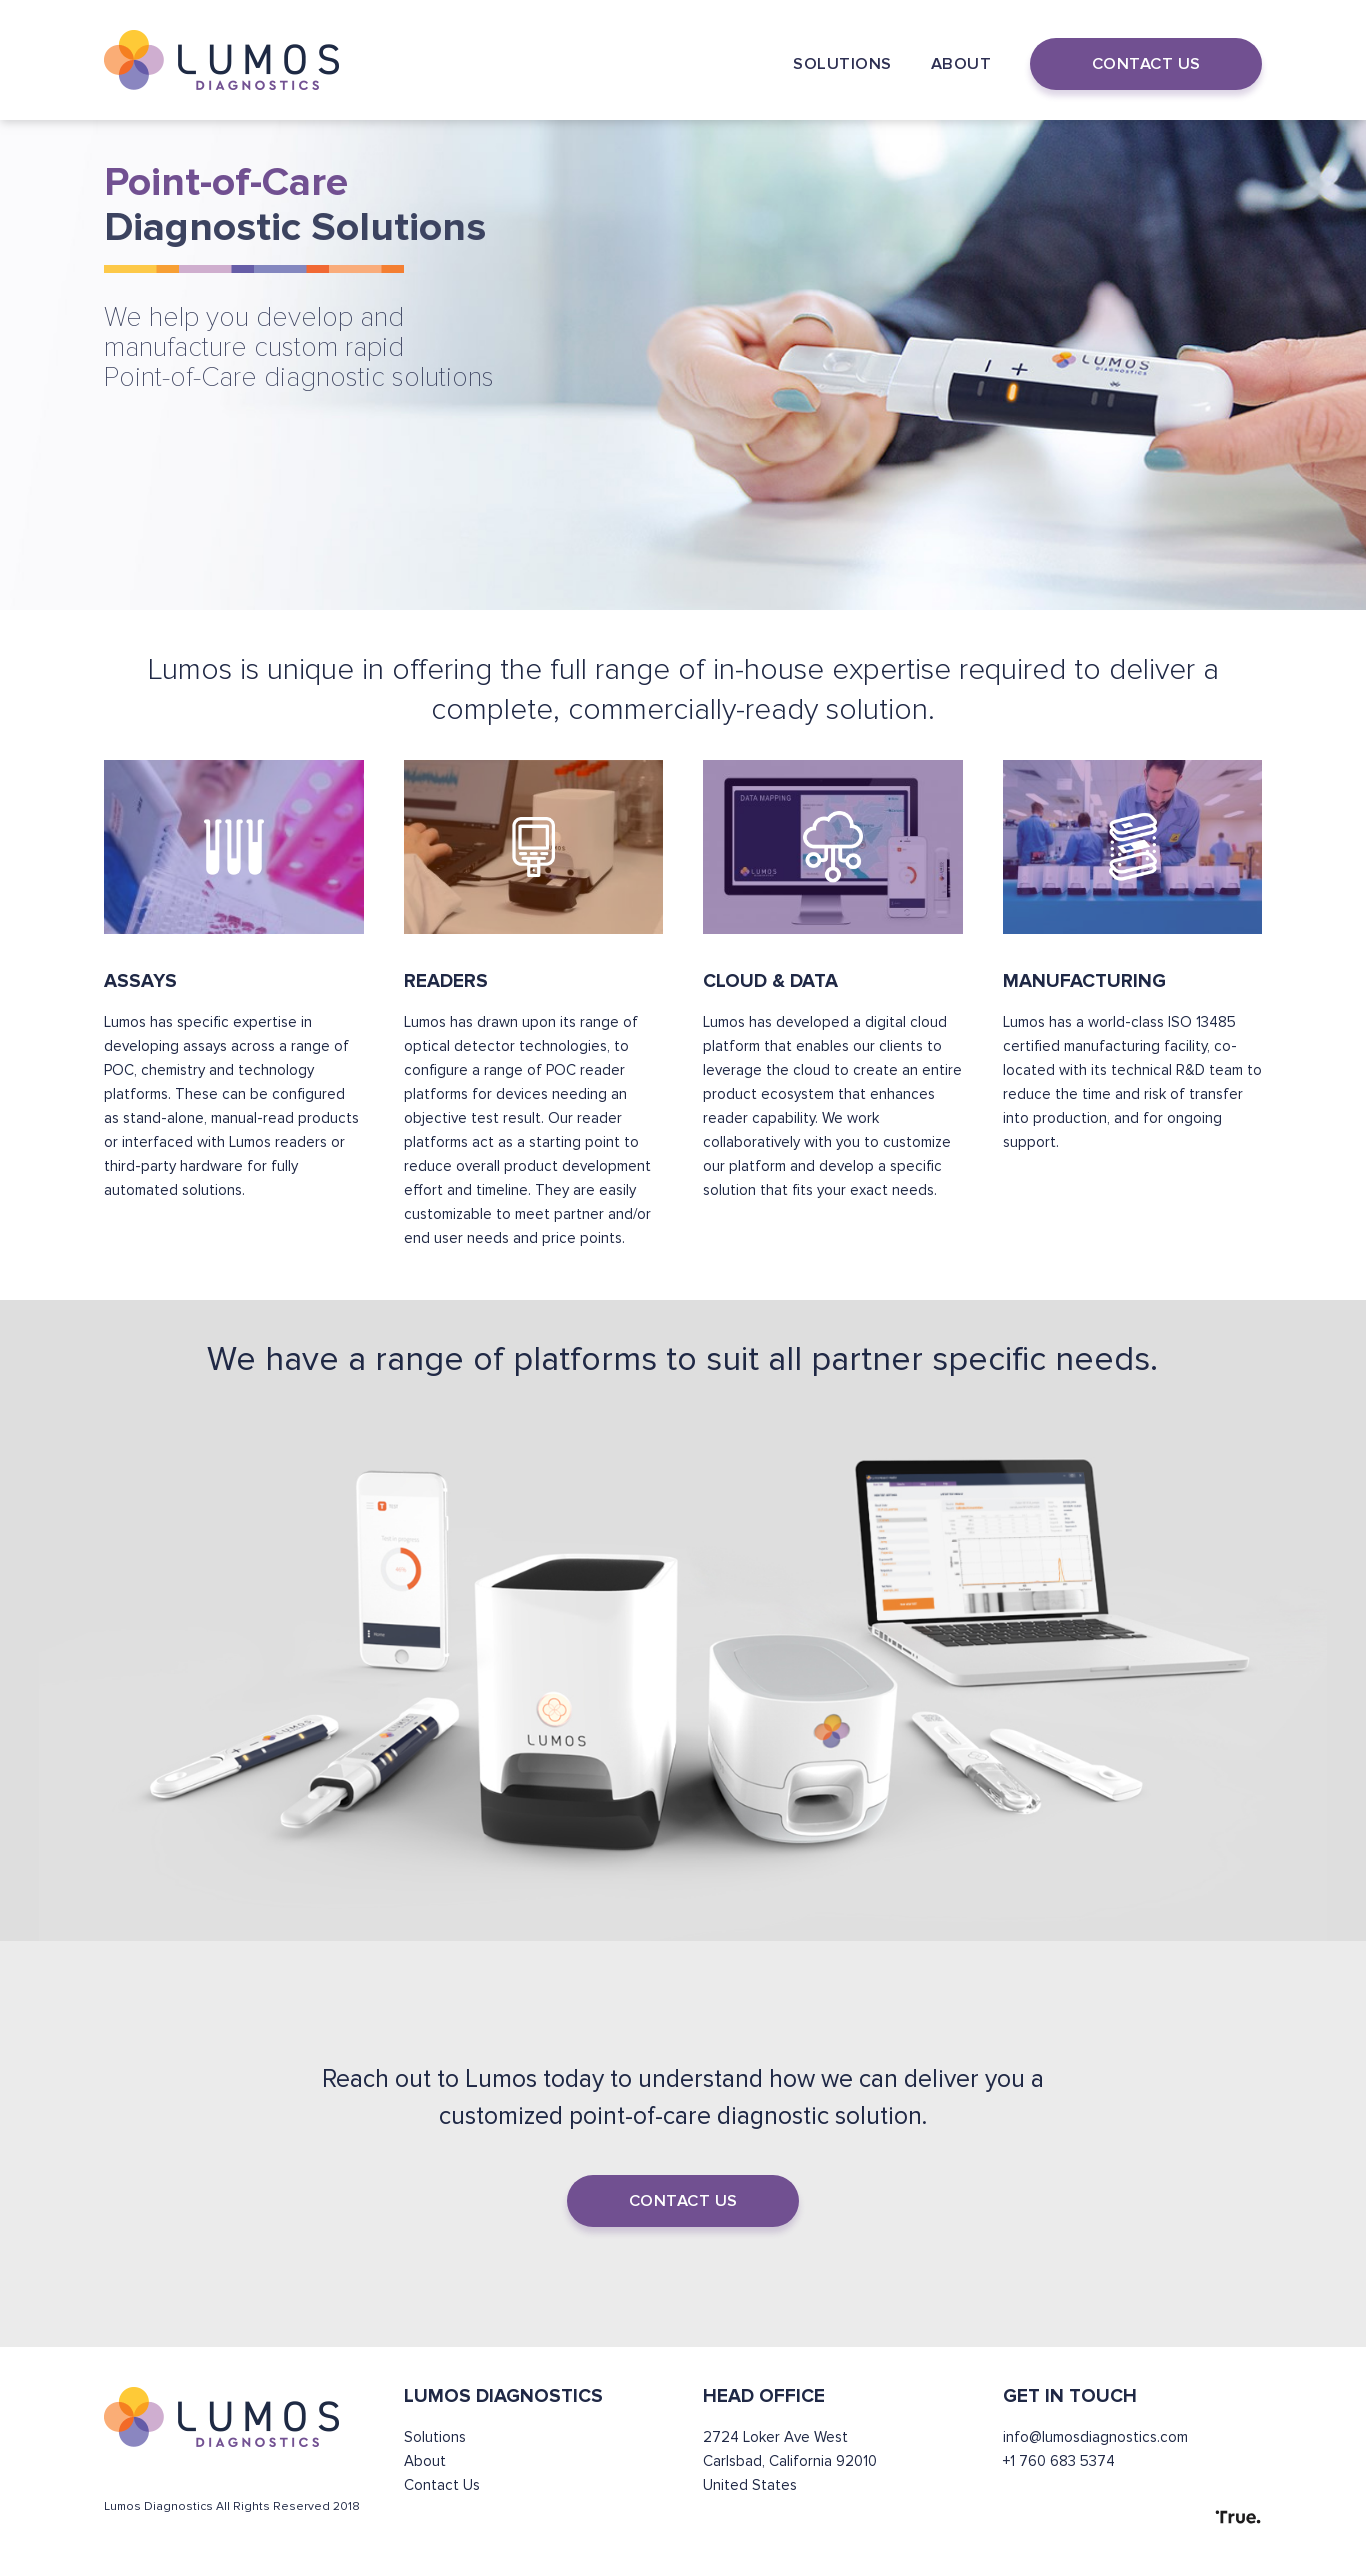 LUMOS
DIAGNOSTICS
SOLUTIONS
ABOUT
CONTACT US
Point-of-Care
Diagnostic Solutions
We help you develop and
manufacture custom rapid
Point-of-Care diagnostic solutions
LUMOS
DIAGNOSTICS
Lumos is unique in offering the full range of in-house expertise required to deliver a
complete, commercially-ready solution.
DATA MAPPING
LUMOS
ASSAYS
Lumos has specific expertise in
developing assays across a range of
POC, chemistry and technology
platforms. These can be configured
as stand-alone, manual-read products
or interfaced with Lumos readers or
third-party hardware for fully
automated solutions.
READERS
Lumos has drawn upon its range of
optical detector technologies, to
configure a range of POC reader
platforms for devices needing an
objective test result. Our reader
platforms act as a starting point to
reduce overall product development
effort and timeline. They are easily
customizable to meet partner and/or
end user needs and price points.
CLOUD & DATA
Lumos has developed a digital cloud
platform that enables our clients to
leverage the cloud to create an entire
product ecosystem that enhances
reader capability. We work
collaboratively with you to customize
our platform and develop a specific
solution that fits your exact needs.
MANUFACTURING
Lumos has a world-class ISO 13485
certified manufacturing facility, co-
located with its technical R&D team to
reduce the time and risk of transfer
into production, and for ongoing
support.
We have a range of platforms to suit all partner specific needs.
Test in progress
Home
LUMOS
LUMOS
Reach out to Lumos today to understand how we can deliver you a
customized point-of-care diagnostic solution.
CONTACT US
LUMOS
DIAGNOSTICS
Lumos Diagnostics All Rights Reserved 2018
LUMOS DIAGNOSTICS
Solutions
About
Contact Us
HEAD OFFICE
2724 Loker Ave West
Carlsbad, California 92010
United States
GET IN TOUCH
info@lumosdiagnostics.com
+1 760 683 5374
True.